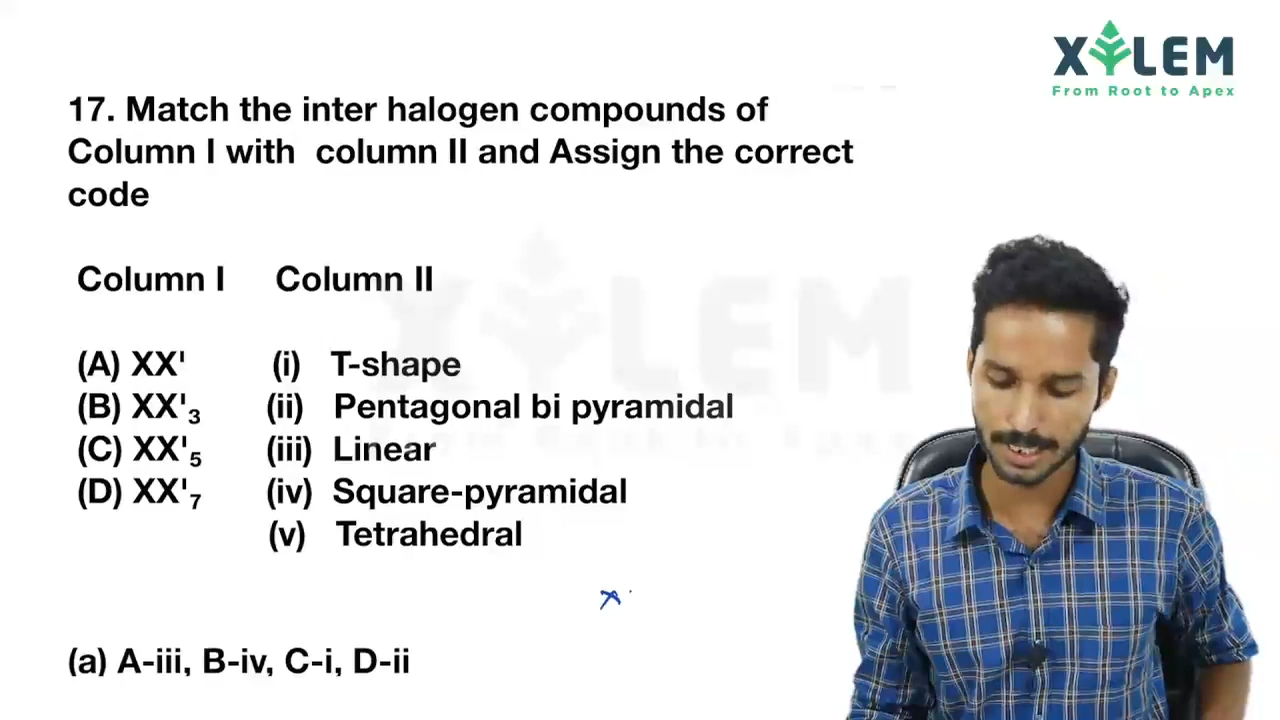 XYLEM
From Root to Apex
17. Match the inter halogen compounds of
Column I with column II and Assign the correct
code
Column I Column II
(A) XX' (i) T-shape
(B) XX'₃ (ii) Pentagonal bi pyramidal
(C) XX'₅ (iii) Linear
(D) XX'₇ (iv) Square-pyramidal
(v) Tetrahedral
(a) A-iii, B-iv, C-i, D-ii